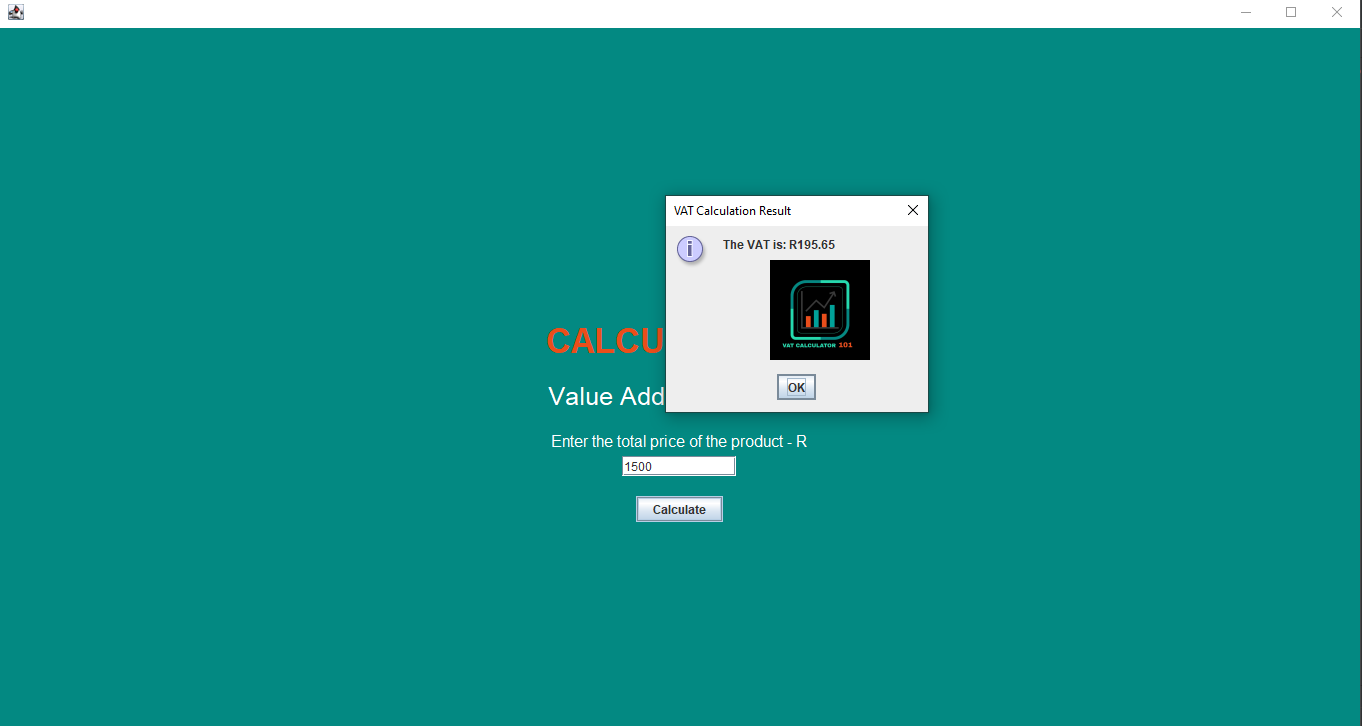 VAT Calculation Result
The VAT is: R195.65
VAT CALCULATOR 101
OK
CALCU
Value Add
Enter the total price of the product - R
1500
Calculate